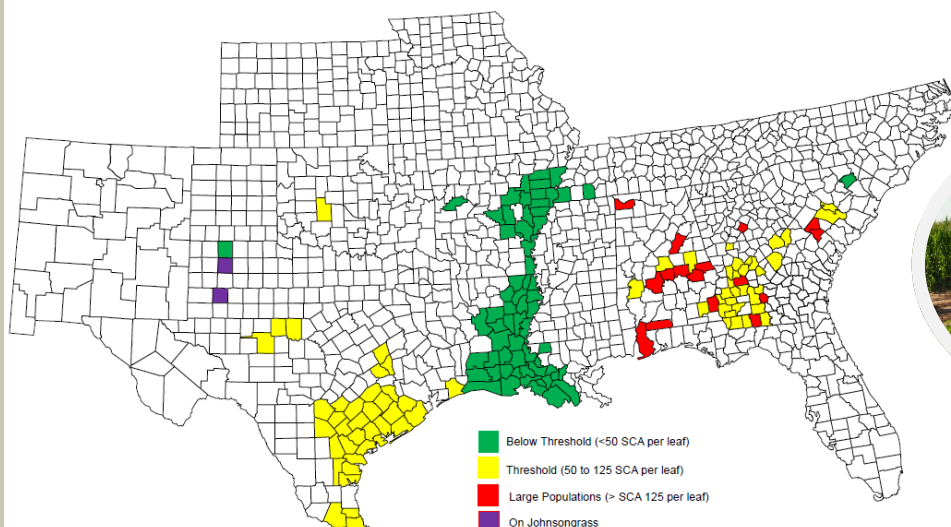 Below Threshold (<50 SCA per leaf)
Threshold (50 to 125 SCA per leaf)
Large Populations (> SCA 125 per leaf)
On Johnsongrass